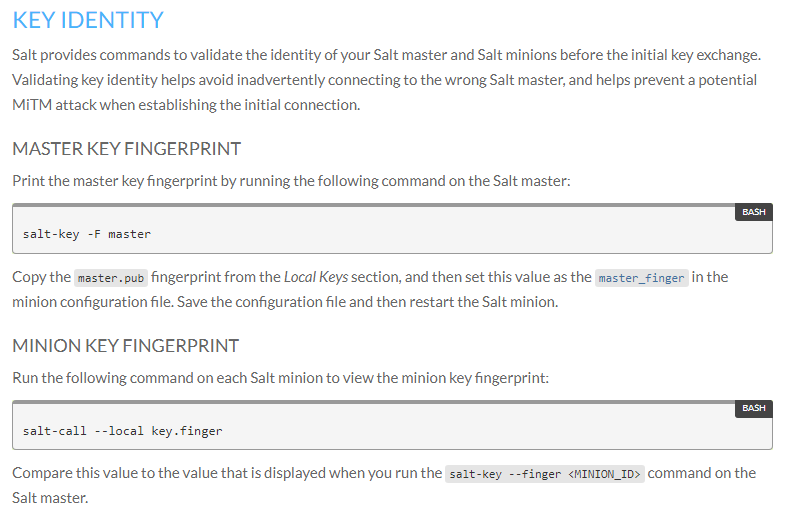 KEY IDENTITY
Salt provides commands to validate the identity of your Salt master and Salt minions before the initial key exchange.
Validating key identity helps avoid inadvertently connecting to the wrong Salt master, and helps prevent a potential
MiTM attack when establishing the initial connection.
MASTER KEY FINGERPRINT
Print the master key fingerprint by running the following command on the Salt master:
BASH
salt-key -F master
Copy the master.pub fingerprint from the Local Keys section, and then set this value as the master_finger in the
minion configuration file. Save the configuration file and then restart the Salt minion.
MINION KEY FINGERPRINT
Run the following command on each Salt minion to view the minion key fingerprint:
BASH
salt-call --local key.finger
Compare this value to the value that is displayed when you run the salt-key --finger <MINION_ID> command on the
Salt master.